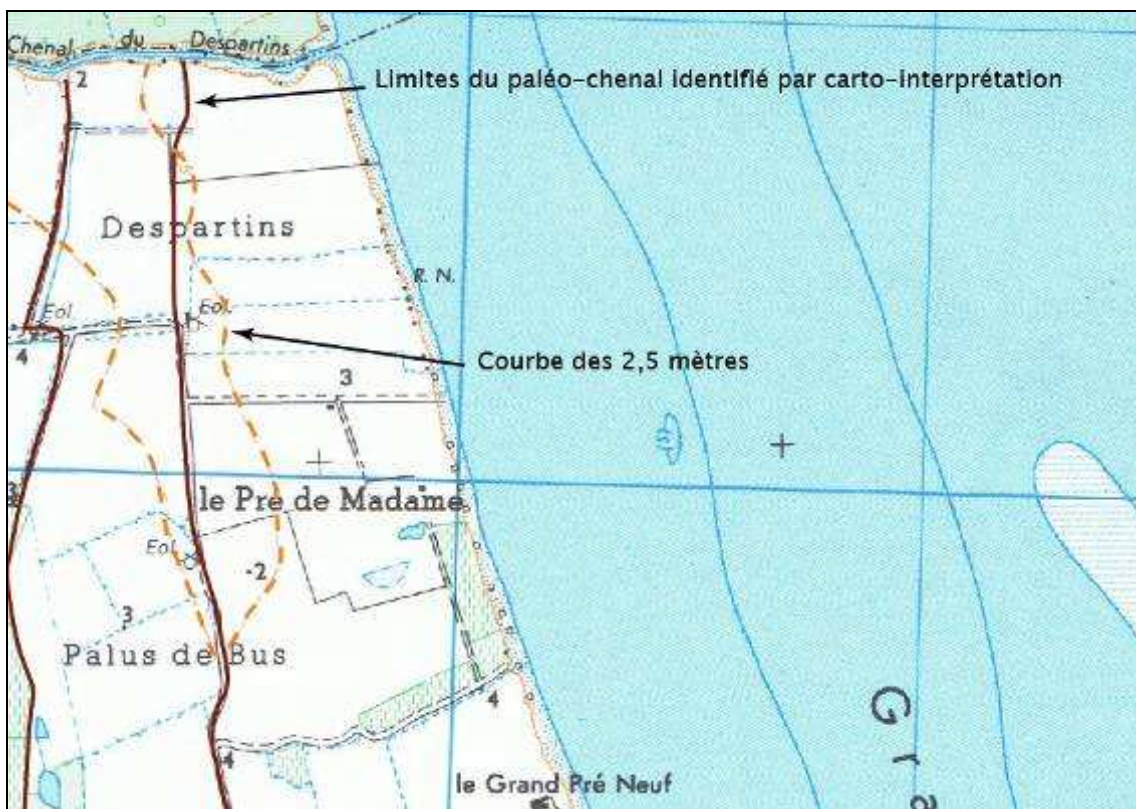 Chenal du Despartins
2
Limites du paléo-chenal identifié par carto-interprétation
Despartins
R. N.
Eol
Eol.
4
Courbe des 2,5 mètres
3
le Pre de Madame
3
Eol.
2
3
Palus de Bus
4
4
le Grand Pré Neuf
Gra